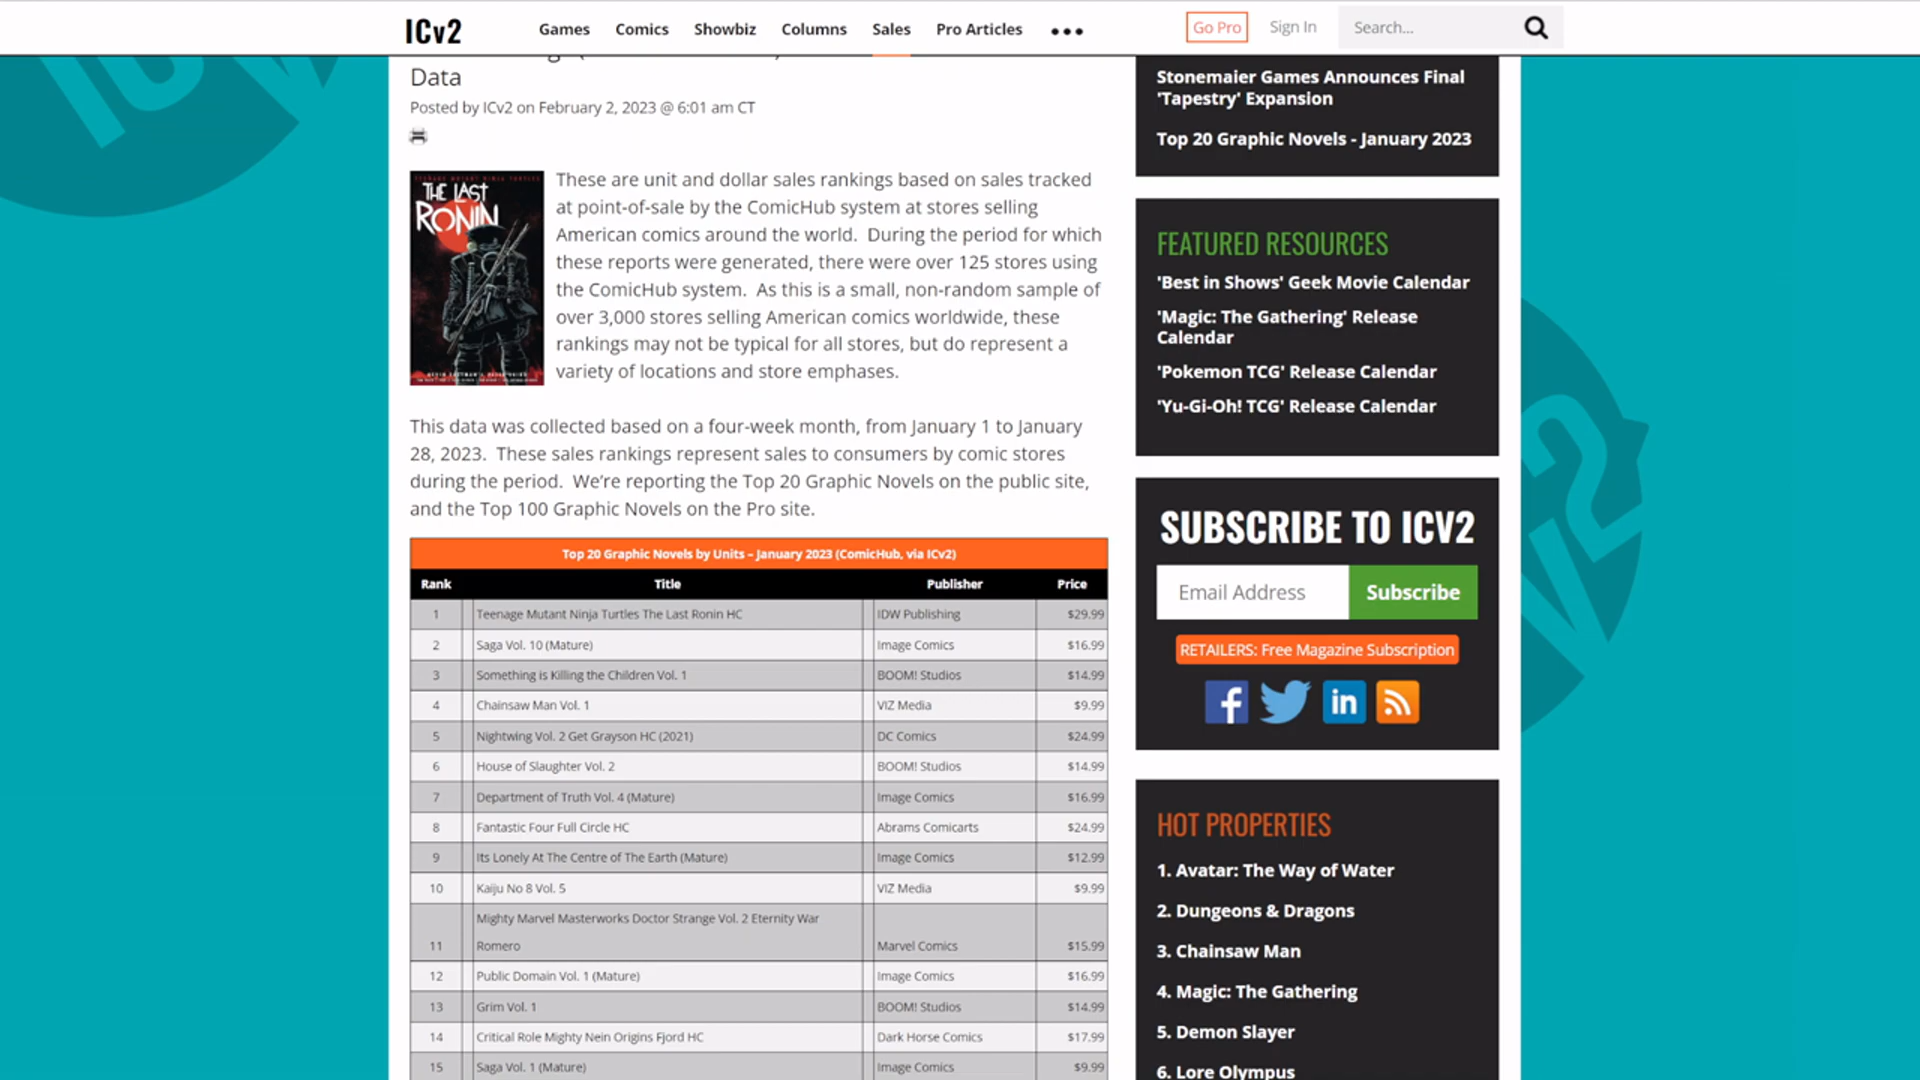 ICv2
Games
Comics
Showbiz
Columns
Sales
Pro Articles
Go Pro
Sign In
Search...
Data
Posted by ICv2 on February 2, 2023 @ 6:01 am CT
THE LAST
RONIN
These are unit and dollar sales rankings based on sales tracked
at point-of-sale by the ComicHub system at stores selling
American comics around the world.  During the period for which
these reports were generated, there were over 125 stores using
the ComicHub system.  As this is a small, non-random sample of
over 3,000 stores selling American comics worldwide, these
rankings may not be typical for all stores, but do represent a
variety of locations and store emphases.
This data was collected based on a four-week month, from January 1 to January
28, 2023.  These sales rankings represent sales to consumers by comic stores
during the period.  We're reporting the Top 20 Graphic Novels on the public site,
and the Top 100 Graphic Novels on the Pro site.
Top 20 Graphic Novels by Units – January 2023 (ComicHub, via ICv2)
Rank Title Publisher Price
1 Teenage Mutant Ninja Turtles The Last Ronin HC IDW Publishing $29.99
2 Saga Vol. 10 (Mature) Image Comics $16.99
3 Something is Killing the Children Vol. 1 BOOM! Studios $14.99
4 Chainsaw Man Vol. 1 VIZ Media $9.99
5 Nightwing Vol. 2 Get Grayson HC (2021) DC Comics $24.99
6 House of Slaughter Vol. 2 BOOM! Studios $14.99
7 Department of Truth Vol. 4 (Mature) Image Comics $16.99
8 Fantastic Four Full Circle HC Abrams Comicarts $24.99
9 Its Lonely At The Centre of The Earth (Mature) Image Comics $12.99
10 Kaiju No 8 Vol. 5 VIZ Media $9.99
Mighty Marvel Masterworks Doctor Strange Vol. 2 Eternity War
11 Romero Marvel Comics $15.99
12 Public Domain Vol. 1 (Mature) Image Comics $16.99
13 Grim Vol. 1 BOOM! Studios $14.99
14 Critical Role Mighty Nein Origins Fjord HC Dark Horse Comics $17.99
15 Saga Vol. 1 (Mature) Image Comics $9.99
Stonemaier Games Announces Final
'Tapestry' Expansion
Top 20 Graphic Novels - January 2023
FEATURED RESOURCES
'Best in Shows' Geek Movie Calendar
'Magic: The Gathering' Release
Calendar
'Pokemon TCG' Release Calendar
'Yu-Gi-Oh! TCG' Release Calendar
SUBSCRIBE TO ICV2
Email Address
Subscribe
RETAILERS: Free Magazine Subscription
HOT PROPERTIES
1. Avatar: The Way of Water
2. Dungeons & Dragons
3. Chainsaw Man
4. Magic: The Gathering
5. Demon Slayer
6. Lore Olympus